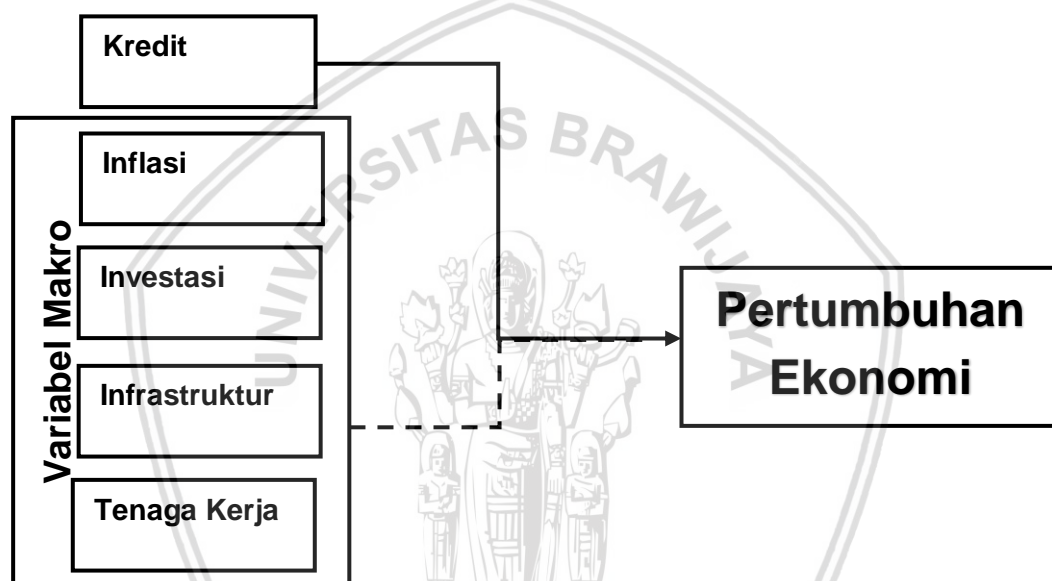 Kredit
Variabel Makro
Inflasi
Investasi
Infrastruktur
Tenaga Kerja
Pertumbuhan
Ekonomi
UNIVERSITAS BRAWIJAYA